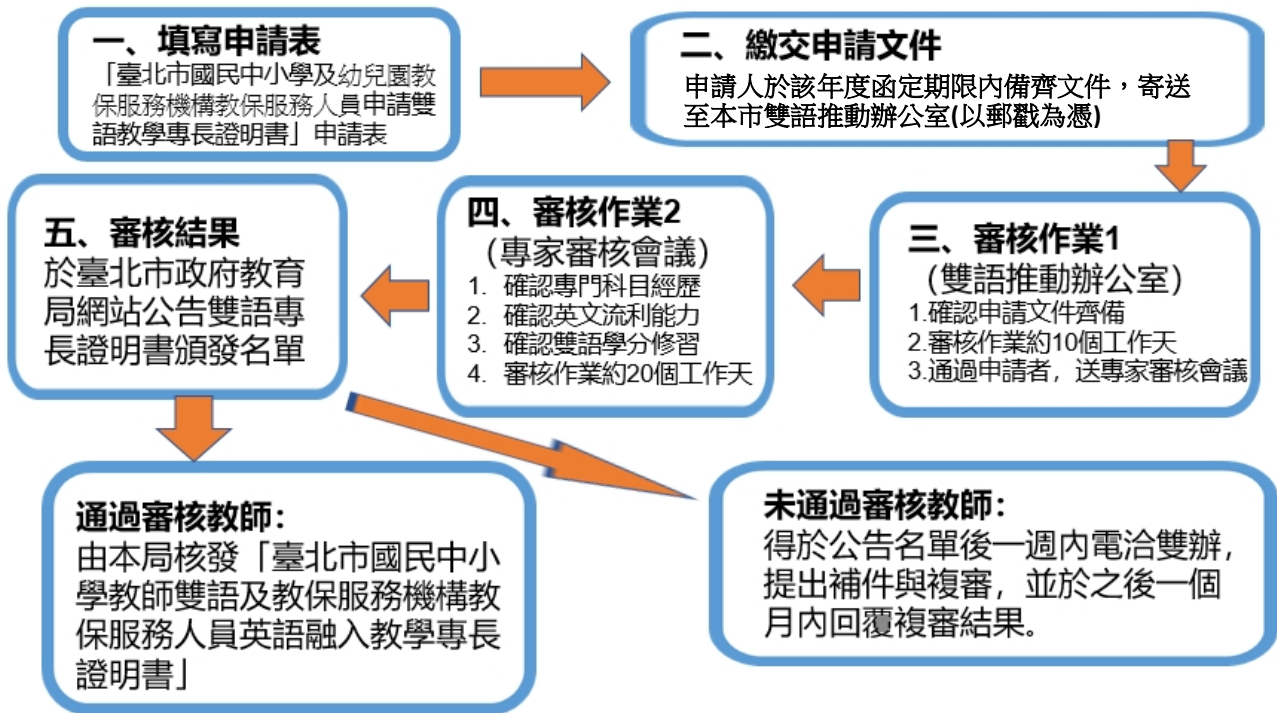 一、填寫申請表
「臺北市國民中小學及幼兒園教
保服務機構教保服務人員申請雙
語教學專長證明書」申請表
二、繳交申請文件
申請人於該年度函定期限內備齊文件，寄送
至本市雙語推動辦公室(以郵戳為憑)
三、審核作業1
（雙語推動辦公室）
1.確認申請文件齊備
2.審核作業約10個工作天
3.通過申請者，送專家審核會議
四、審核作業2
（專家審核會議）
1. 確認專門科目經歷
2. 確認英文流利能力
3. 確認雙語學分修習
4. 審核作業約20個工作天
五、審核結果
於臺北市政府教育
局網站公告雙語專
長證明書頒發名單
通過審核教師：
由本局核發「臺北市國民中小
學教師雙語及教保服務機構教
保服務人員英語融入教學專長
證明書」
未通過審核教師：
得於公告名單後一週內電洽雙辦，
提出補件與複審，並於之後一個
月內回覆複審結果。